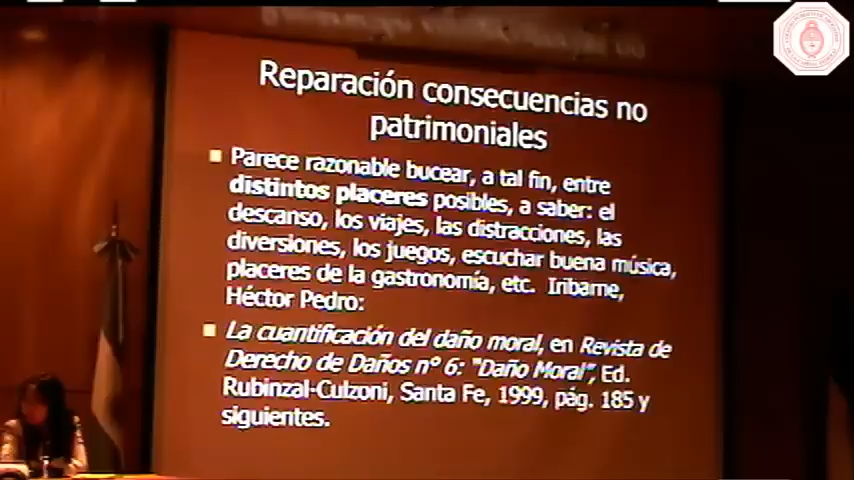 Reparación consecuencias no
patrimoniales
Parece razonable bucear, a tal fin, entre
distintos placeres posibles, a saber: el
descanso, los viajes, las distracciones, las
diversiones, los juegos, escuchar buena música,
placeres de la gastronomía, etc. Iribarne,
Héctor Pedro:
La cuantificación del daño moral, en Revista de
Derecho de Daños nº 6: "Daño Moral", Ed.
Rubinzal-Culzoni, Santa Fe, 1999, pág. 185 y
siguientes.